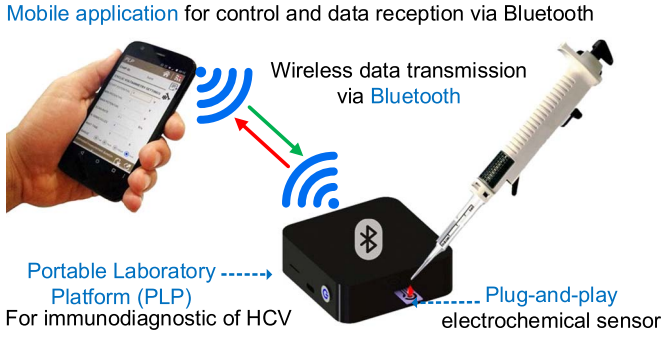 Mobile application for control and data reception via Bluetooth
Wireless data transmission
via Bluetooth
PLP
Portable Laboratory
Platform (PLP)
For immunodiagnostic of HCV
Plug-and-play
electrochemical sensor